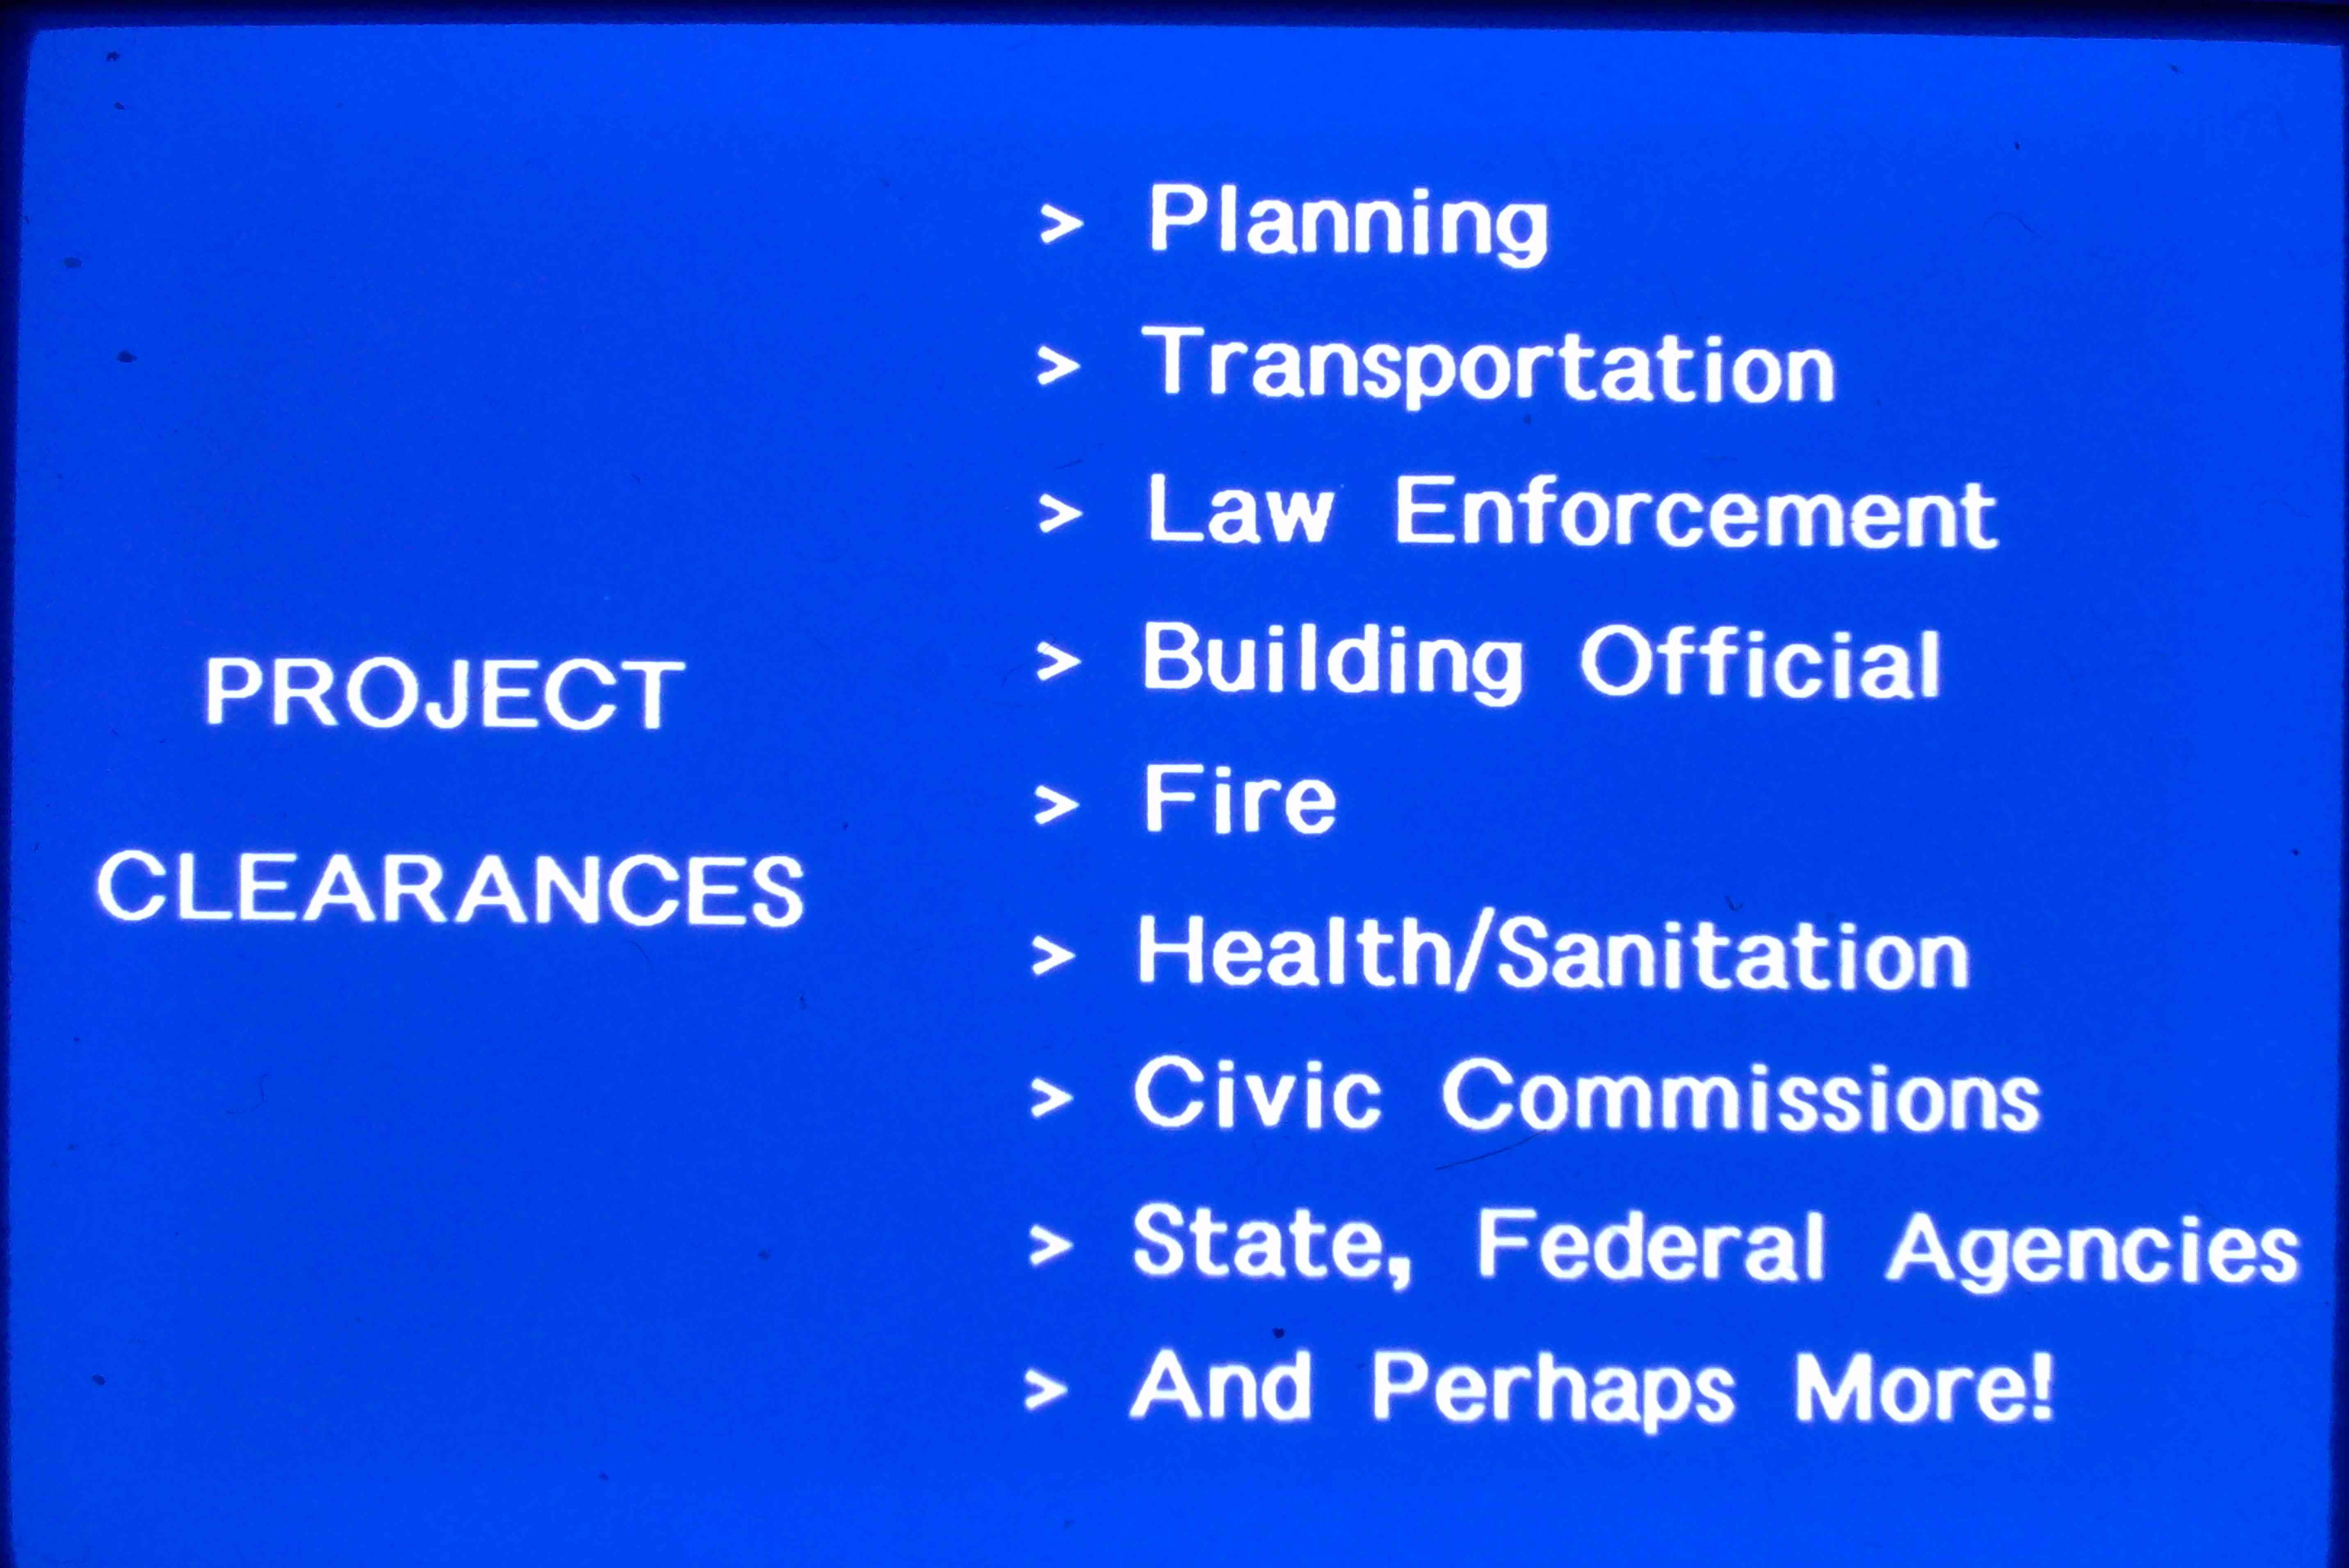 PROJECT
CLEARANCES
> Planning
> Transportation
> Law Enforcement
> Building Official
> Fire
> Health/Sanitation
> Civic Commissions
> State, Federal Agencies
> And Perhaps More!